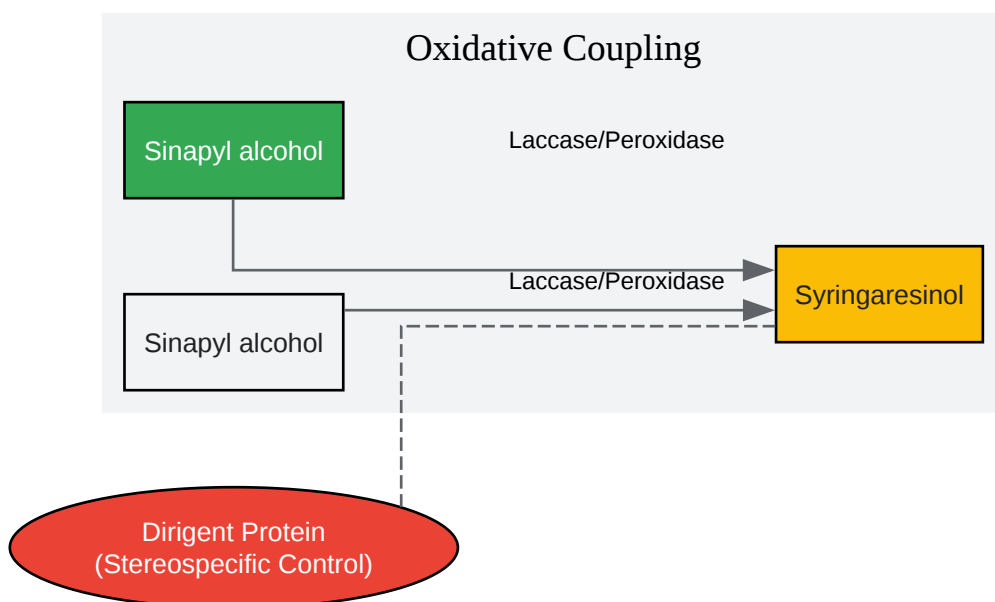 Oxidative Coupling
Sinapyl alcohol
Laccase/Peroxidase
Laccase/Peroxidase
Syringaresinol
Sinapyl alcohol
Dirigent Protein
(Stereospecific Control)